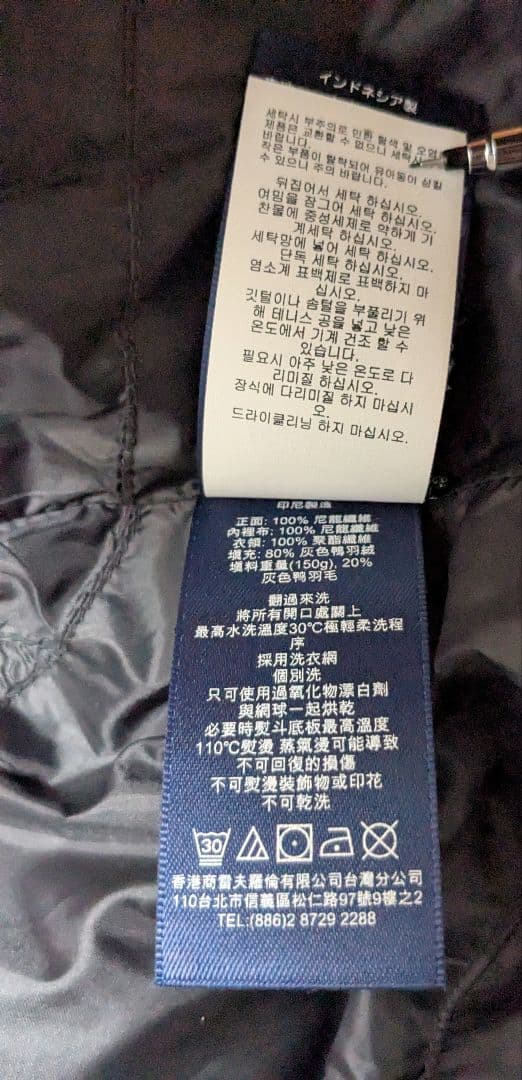 インドネシア製
세탁시 부주의로 인한 탈색 및 오염
제품은 교환할 수 없으니 세탁시
바랍니다.
작은 부품이 탈락되어 유아동이 삼킬
수 있으니 주의 바랍니다.
뒤집어서 세탁 하십시오.
여밈을 잠그어 세탁 하십시오.
찬물에 중성세제로 약하게 기
계세탁 하십시오.
세탁망에 넣어 세탁 하십시오.
단독 세탁 하십시오.
염소계 표백제로 표백하지 마
십시오.
깃털이나 솜털을 부풀리기 위
해 테니스 공을 넣고 낮은
온도에서 기계 건조 할 수
있습니다.
필요시 아주 낮은 온도로 다
리미질 하십시오.
장식에 다리미질 하지 마십시
오.
드라이클리닝 하지 마십시오.
印尼製造
正面: 100% 尼龍纖維
內裡布: 100% 尼龍纖維
衣領: 100% 聚酯纖維
填充: 80% 灰色鴨羽絨
填料重量(150g), 20%
灰色鴨羽毛
翻過來洗
將所有開口處關上
最高水洗溫度30℃極輕柔洗程
序
採用洗衣網
個別洗
只可使用過氧化物漂白劑
與網球一起烘乾
必要時熨斗底板最高溫度
110℃熨燙 蒸氣燙可能導致
不可回復的損傷
不可熨燙裝飾物或印花
不可乾洗
30
香港商雷夫羅倫有限公司台灣分公司
110台北市信義區松仁路97號9樓之2
TEL:(886)2 8729 2288